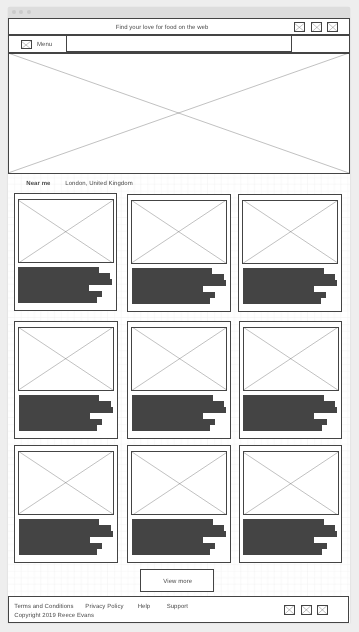 Find your love for food on the web
Menu
Near me London, United Kingdom
View more
Terms and Conditions Privacy Policy Help Support
Copyright 2019 Reece Evans